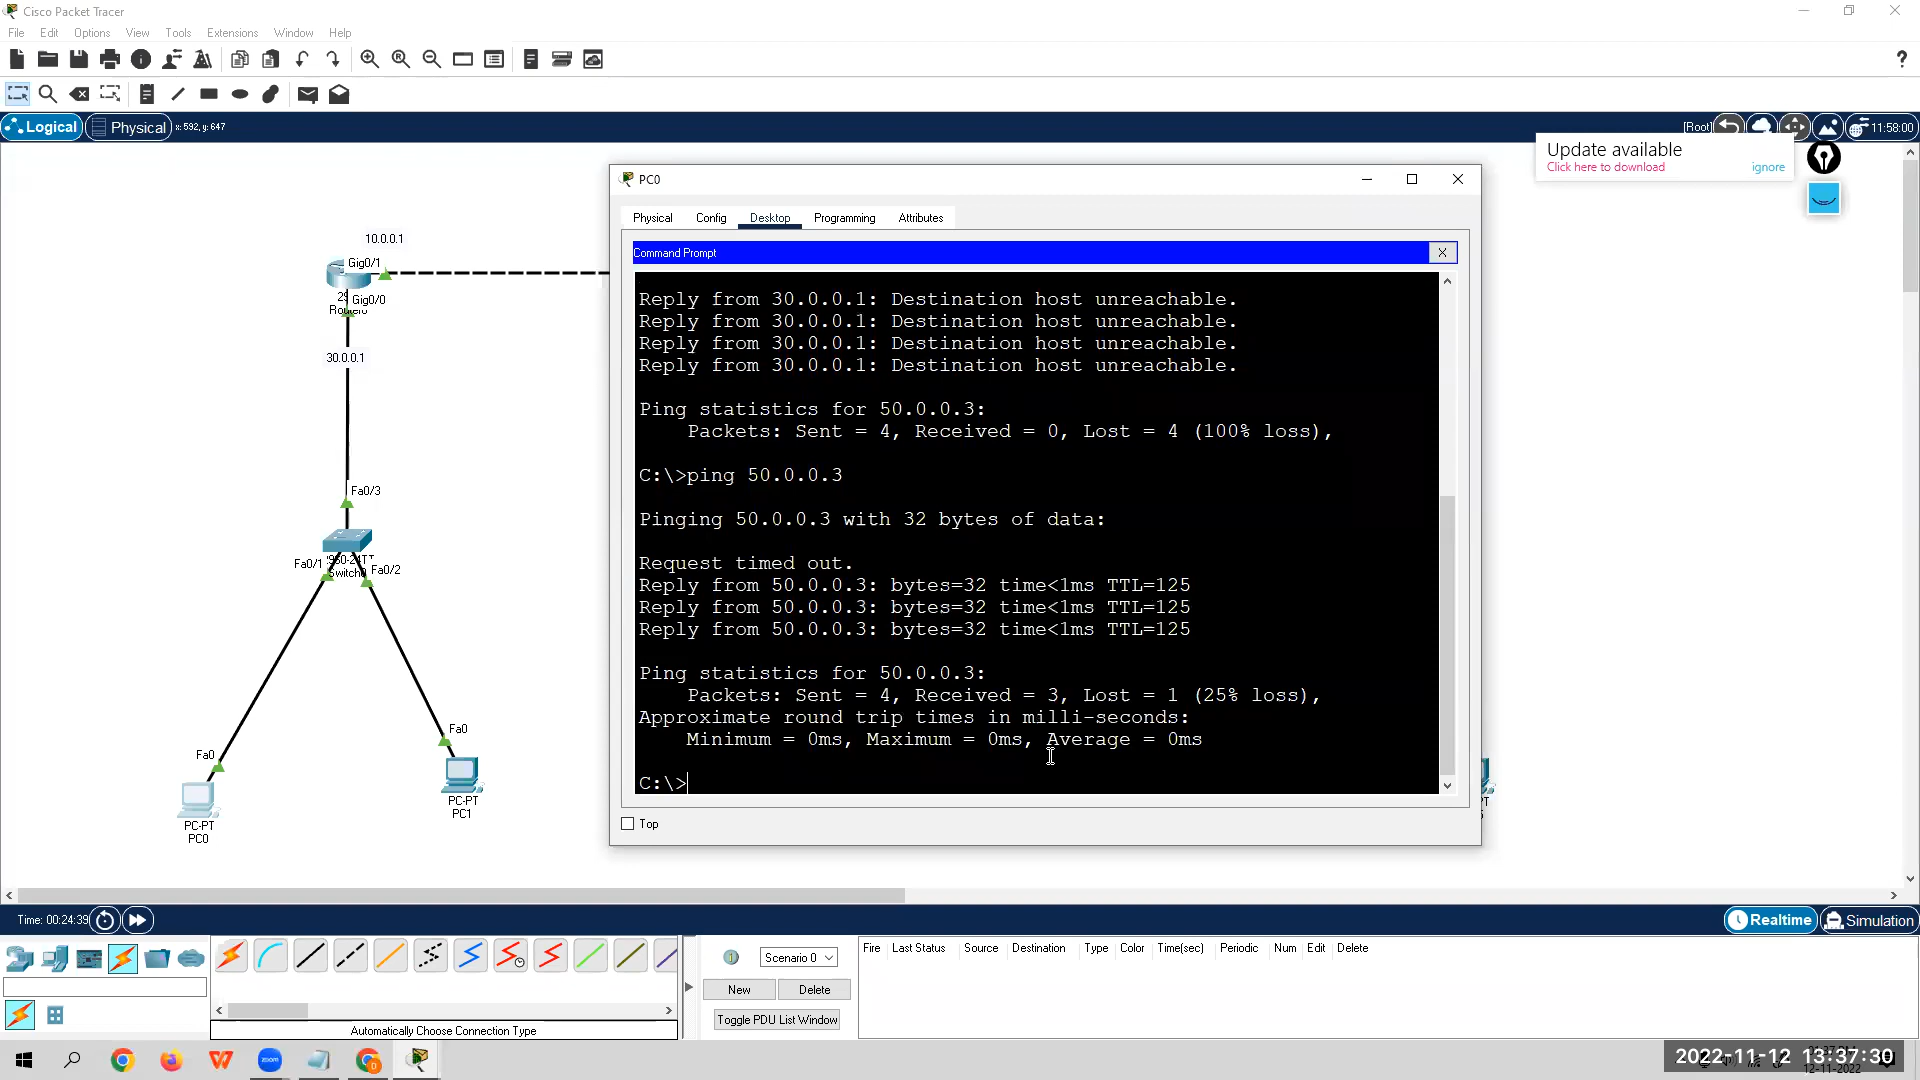 Cisco Packet Tracer
File Edit Options View Tools Extensions Window Help
Logical Physical x: 592, y: 647 [Root] 11:58:00
Update available
Click here to download ignore
PC0
Physical Config Desktop Programming Attributes
Command Prompt X
Reply from 30.0.0.1: Destination host unreachable.
Reply from 30.0.0.1: Destination host unreachable.
Reply from 30.0.0.1: Destination host unreachable.
Reply from 30.0.0.1: Destination host unreachable.
Ping statistics for 50.0.0.3:
Packets: Sent = 4, Received = 0, Lost = 4 (100% loss),
C:\>ping 50.0.0.3
Pinging 50.0.0.3 with 32 bytes of data:
Request timed out.
Reply from 50.0.0.3: bytes=32 time<1ms TTL=125
Reply from 50.0.0.3: bytes=32 time<1ms TTL=125
Reply from 50.0.0.3: bytes=32 time<1ms TTL=125
Ping statistics for 50.0.0.3:
Packets: Sent = 4, Received = 3, Lost = 1 (25% loss),
Approximate round trip times in milli-seconds:
Minimum = 0ms, Maximum = 0ms, Average = 0ms
C:\>
Top
10.0.0.1
Gig0/1
Gig0/0
30.0.0.1
Fa0/3
Fa0/1
Fa0/2
Fa0
Fa0
PC-PT
PC1
PC-PT
PC0
Time: 00:24:39 Realtime Simulation
Scenario 0
New Delete
Toggle PDU List Window
Fire Last Status Source Destination Type Color Time(sec) Periodic Num Edit Delete
Automatically Choose Connection Type
zoom
2022-11-12 13:37:30
12-11-2022